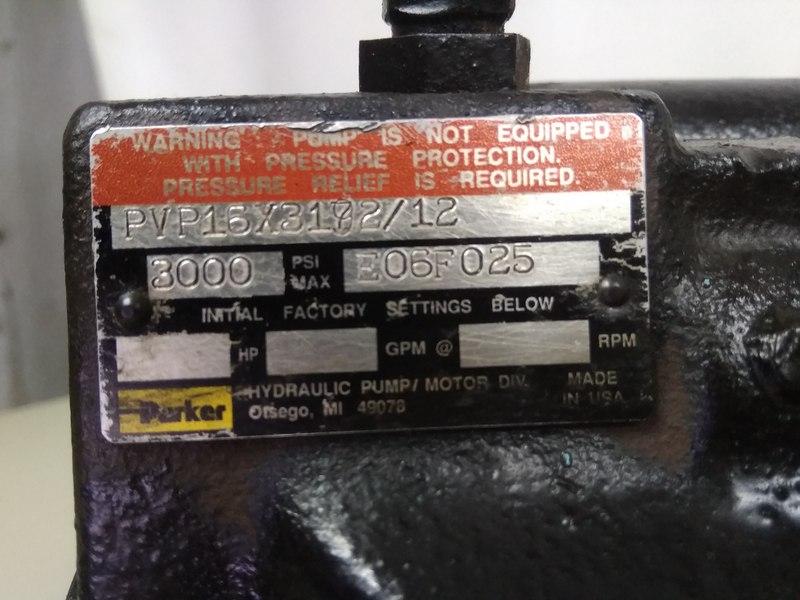 WARNING PUMP IS NOT EQUIPPED
WITH PRESSURE PROTECTION.
PRESSURE RELIEF IS REQUIRED.
PVP16X3172/12
3000 PSI MAX E06F025
INITIAL FACTORY SETTINGS BELOW
HP GPM @ RPM
Parker HYDRAULIC PUMP/MOTOR DIV. MADE
Otsego, MI 49078 IN USA